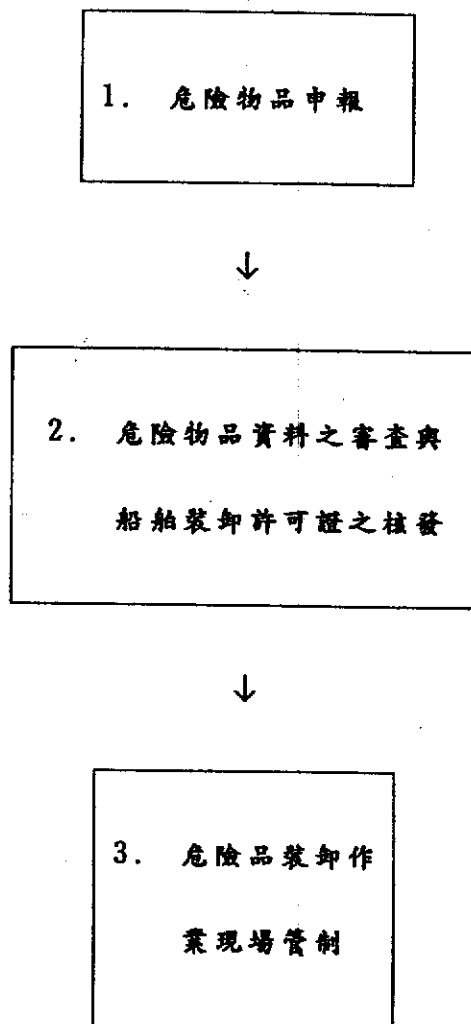 1. 危險物品申報
↓
2. 危險物品資料之審查與
船舶裝卸許可證之核發
↓
3. 危險品裝卸作
業現場管制